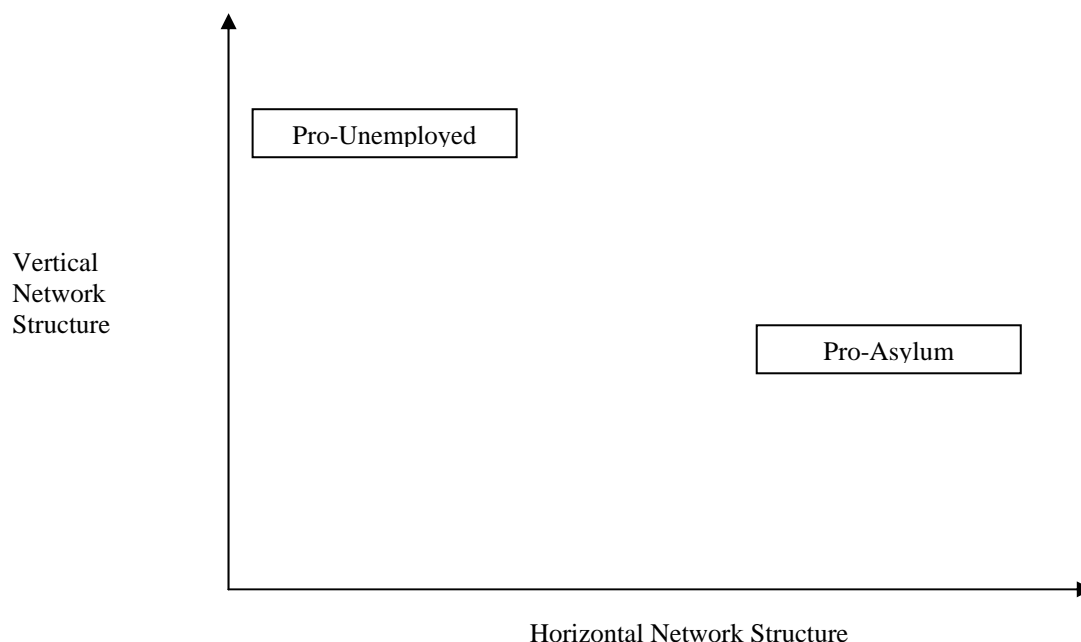 Pro-Unemployed
Vertical
Network
Structure
Pro-Asylum
Horizontal Network Structure